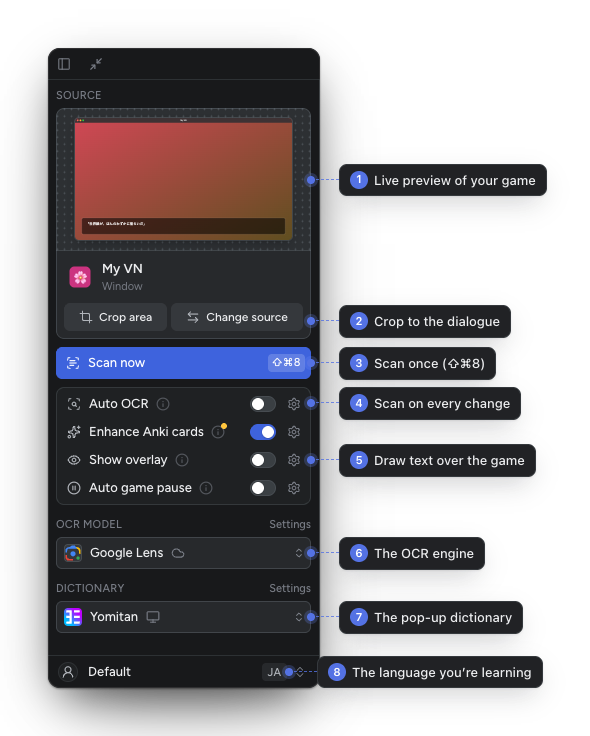 SOURCE
My VN
Window
Crop area
Change source
Scan now ⇧⌘8
Auto OCR
Enhance Anki cards
Show overlay
Auto game pause
OCR MODEL Settings
Google Lens
DICTIONARY Settings
Yomitan
Default JA
1 Live preview of your game
2 Crop to the dialogue
3 Scan once (⇧⌘8)
4 Scan on every change
5 Draw text over the game
6 The OCR engine
7 The pop-up dictionary
8 The language you’re learning